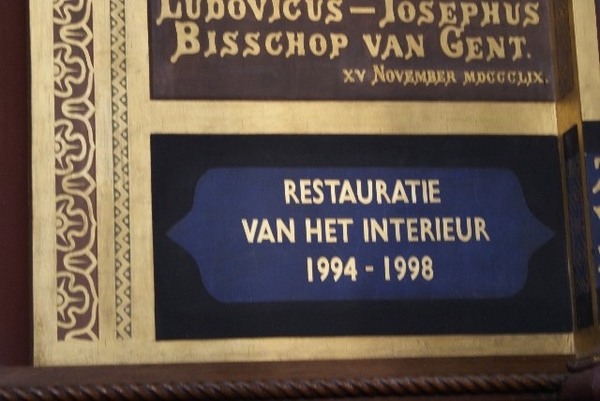 LUDOVICUS – JOSEPHUS
BISSCHOP VAN GENT.
XV NOVEMBER MDCCCLIX.
RESTAURATIE
VAN HET INTERIEUR
1994 - 1998